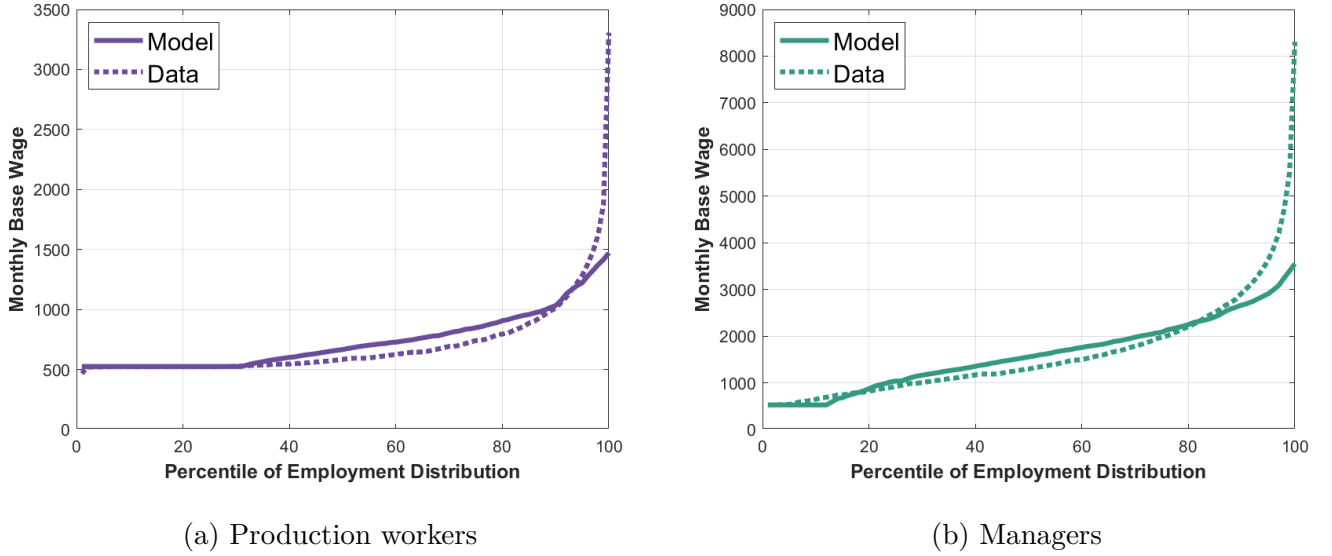 3500
3000
2500
2000
1500
1000
500
0
Monthly Base Wage
Model
Data
0 20 40 60 80 100
Percentile of Employment Distribution
(a) Production workers
9000
8000
7000
6000
5000
4000
3000
2000
1000
0
Monthly Base Wage
Model
Data
0 20 40 60 80 100
Percentile of Employment Distribution
(b) Managers